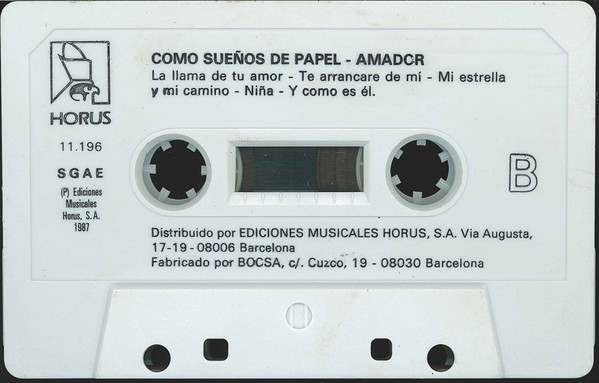 COMO SUEÑOS DE PAPEL - AMADOR
La llama de tu amor - Te arrancare de mí - Mi estrella
y mi camino - Niña - Y como es él.
HORUS
11.196
SGAE
(P) Ediciones
Musicales
Horus, S.A.
1987
B
Distribuido por EDICIONES MUSICALES HORUS, S.A. Via Augusta,
17-19 - 08006 Barcelona
Fabricado por BOCSA, c/. Cuzco, 19 - 08030 Barcelona